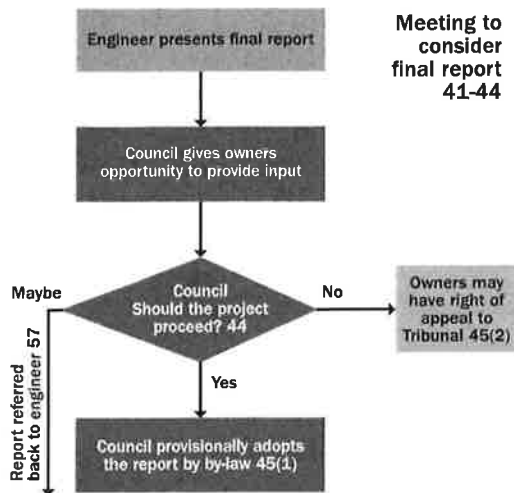 Engineer presents final report
Meeting to
consider
final report
41-44
Council gives owners
opportunity to provide input
Maybe
Council
Should the project
proceed? 44
No
Owners may
have right of
appeal to
Tribunal 45(2)
Report referred
back to engineer 57
Yes
Council provisionally adopts
the report by by-law 45(1)